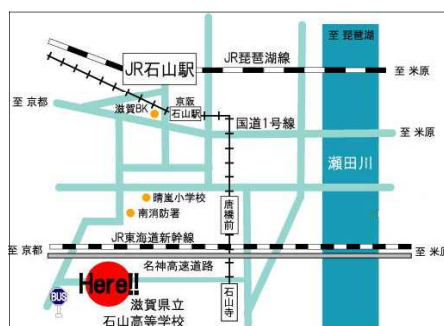 至 琵琶湖
JR琵琶湖線
JR石山駅
至 米原
至 京都
滋賀BK
京阪
石山駅
国道1号線
至 米原
瀬田川
晴嵐小学校
南消防署
唐橋前
JR東海道新幹線
至 京都
至 米原
名神高速道路
Here!!
BUS
石山寺
滋賀県立
石山高等学校